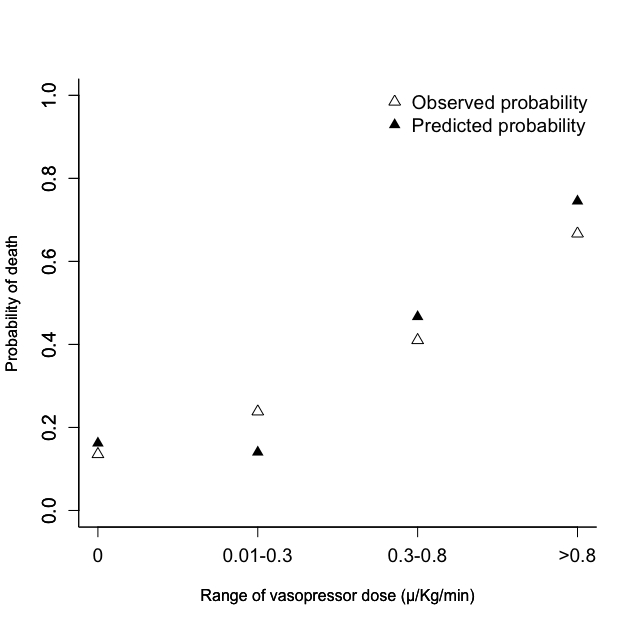 Observed probability
Predicted probability
1.0
0.8
0.6
0.4
0.2
0.0
Probability of death
0 0.01-0.3 0.3-0.8 >0.8
Range of vasopressor dose (μ/Kg/min)